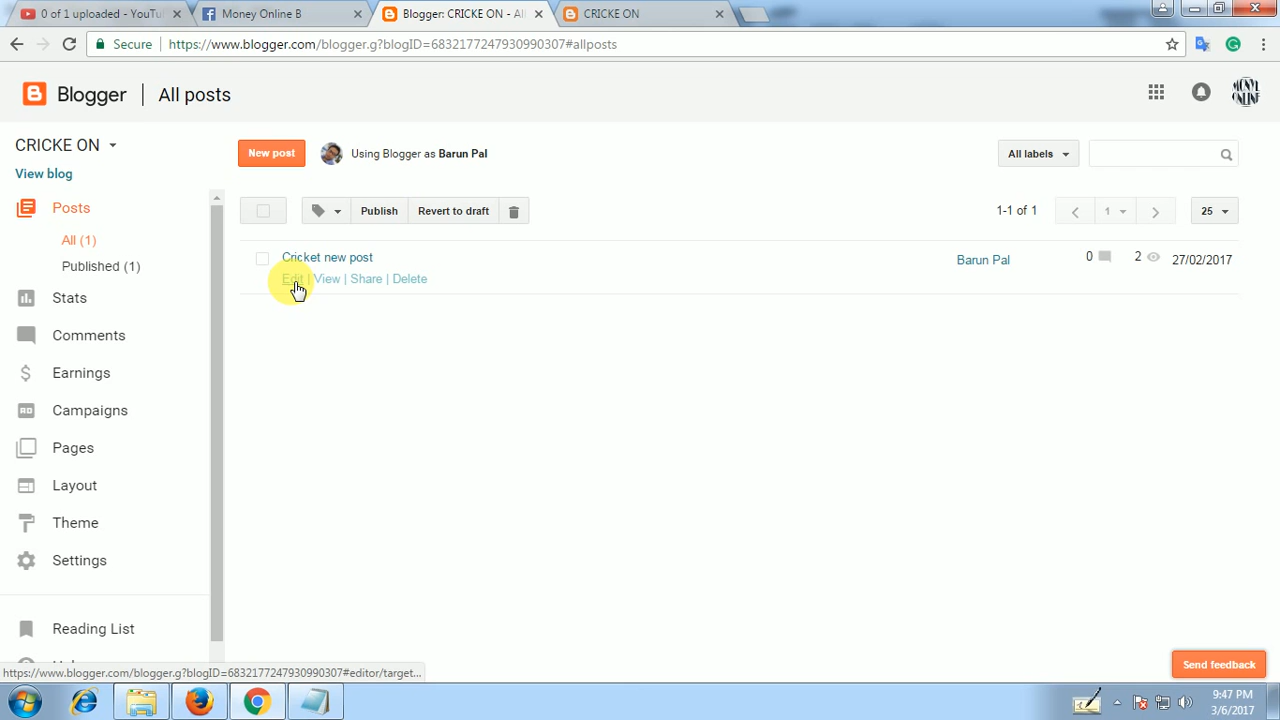 0 of 1 uploaded - YouTu
Money Online B
Blogger: CRICKE ON - Al
CRICKE ON
Secure
https://www.blogger.com/blogger.g?blogID=6832177247930990307#allposts
Blogger
All posts
MONEY ONLINE
CRICKE ON
View blog
New post
Using Blogger as Barun Pal
All labels
Posts
All (1)
Published (1)
Stats
Comments
Earnings
Campaigns
Pages
Layout
Theme
Settings
Reading List
Publish
Revert to draft
1-1 of 1
1
25
Cricket new post
Edit | View | Share | Delete
Barun Pal
0
2
27/02/2017
Send feedback
https://www.blogger.com/blogger.g?blogID=6832177247930990307#editor/target...
9:47 PM
3/6/2017